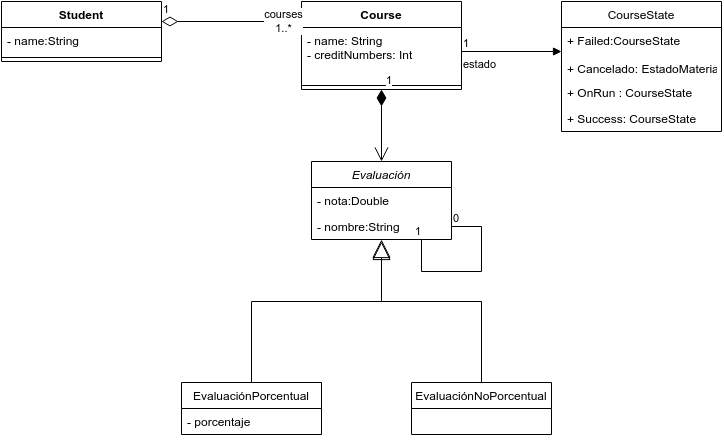 Student
- name:String
1
courses
1..*
Course
- name: String
- creditNumbers: Int
1
1
estado
CourseState
+ Failed:CourseState
+ Cancelado: EstadoMateria
+ OnRun : CourseState
+ Success: CourseState
Evaluación
- nota:Double
- nombre:String
1
0
EvaluaciónPorcentual
- porcentaje
EvaluaciónNoPorcentual